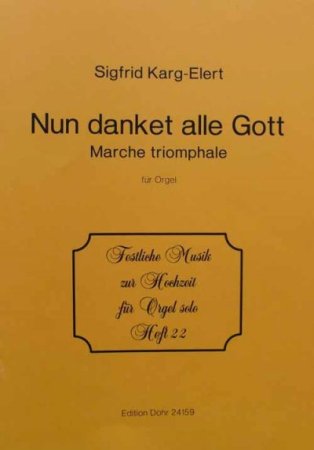 Sigfrid Karg-Elert
Nun danket alle Gott
Marche triomphale
für Orgel
Festliche Musik
zur Hochzeit
für Orgel solo
Heft 22
Edition Dohr 24159